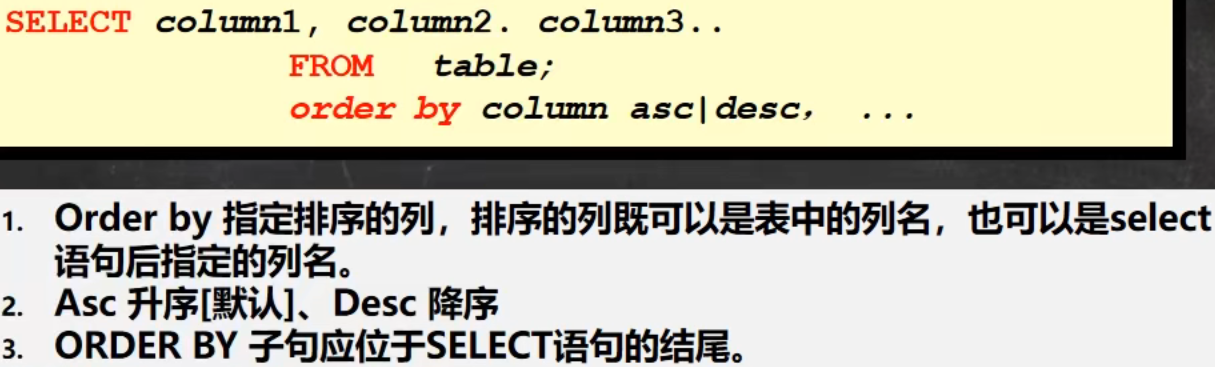 SELECT column1, column2. column3..
FROM table;
order by column asc|desc， ...
1. Order by 指定排序的列，排序的列既可以是表中的列名，也可以是select
语句后指定的列名。
2. Asc 升序[默认]、Desc 降序
3. ORDER BY 子句应位于SELECT语句的结尾。